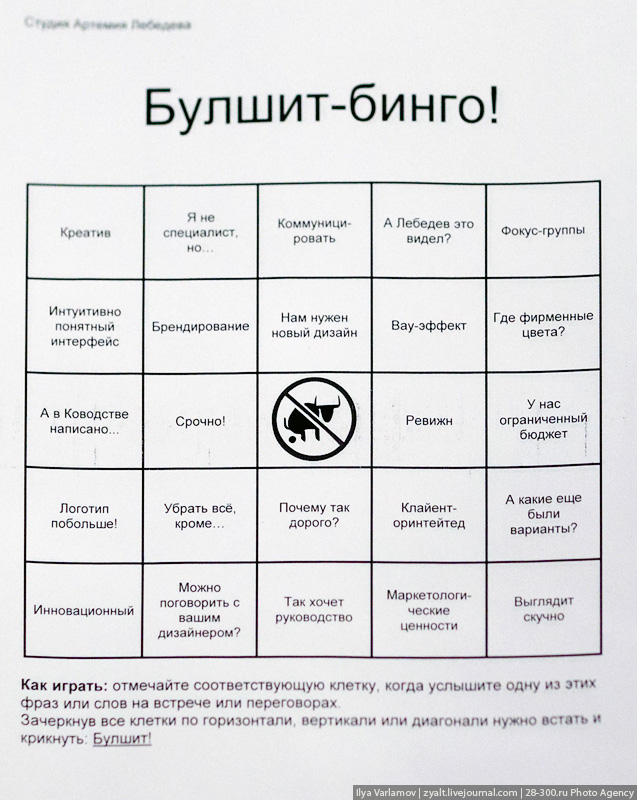 Студия Артемия Лебедева
Булшит-бинго!
Креатив
Я не
специалист,
но...
Коммуници-
ровать
А Лебедев это
видел?
Фокус-группы
Интуитивно
понятный
интерфейс
Брендирование
Нам нужен
новый дизайн
Вау-эффект
Где фирменные
цвета?
А в Ководстве
написано...
Срочно!
Ревижн
У нас
ограниченный
бюджет
Логотип
побольше!
Убрать всё,
кроме...
Почему так
дорого?
Клайент-
оринтейтед
А какие еще
были
варианты?
Инновационный
Можно
поговорить с
вашим
дизайнером?
Так хочет
руководство
Маркетологи-
ческие
ценности
Выглядит
скучно
Как играть: отмечайте соответствующую клетку, когда услышите одну из этих
фраз или слов на встрече или переговорах.
Зачеркнув все клетки по горизонтали, вертикали или диагонали нужно встать и
крикнуть: Булшит!
Ilya Varlamov | zyalt.livejournal.com | 28-300.ru Photo Agency